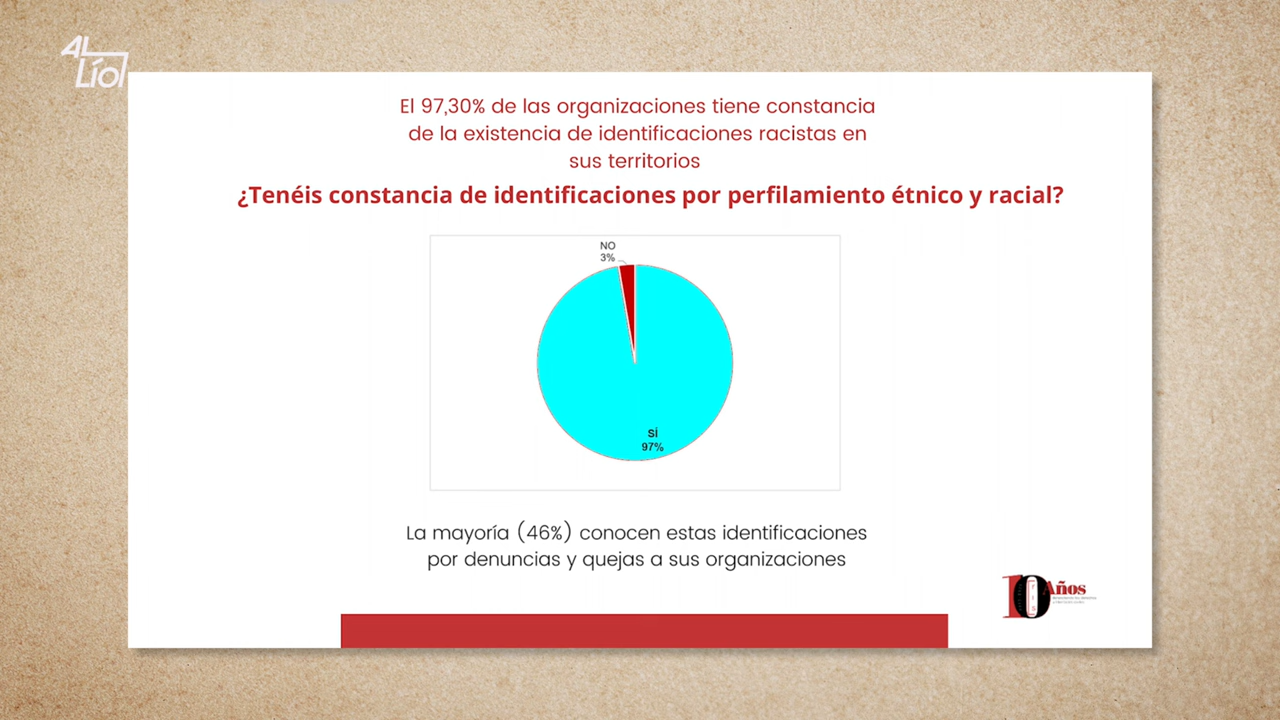 AL
Lío!
El 97,30% de las organizaciones tiene constancia
de la existencia de identificaciones racistas en
sus territorios
¿Tenéis constancia de identificaciones por perfilamiento étnico y racial?
NO
3%
SÍ
97%
La mayoría (46%) conocen estas identificaciones
por denuncias y quejas a sus organizaciones
10 Años